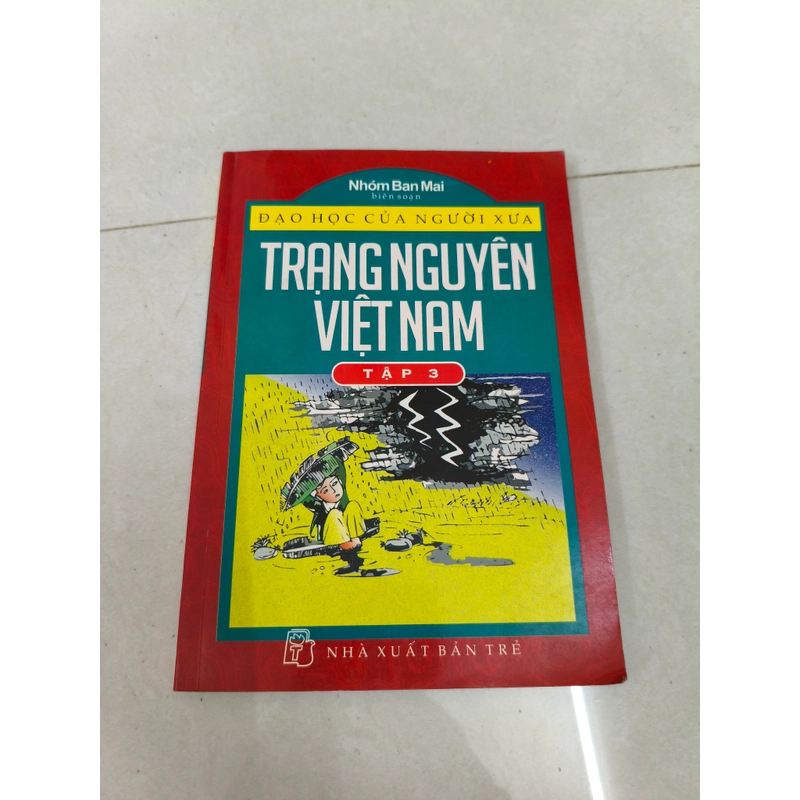 Nhóm Ban Mai
biên soạn
ĐẠO HỌC CỦA NGƯỜI XƯA
TRẠNG NGUYÊN
VIỆT NAM
TẬP 3
NHÀ XUẤT BẢN TRẺ